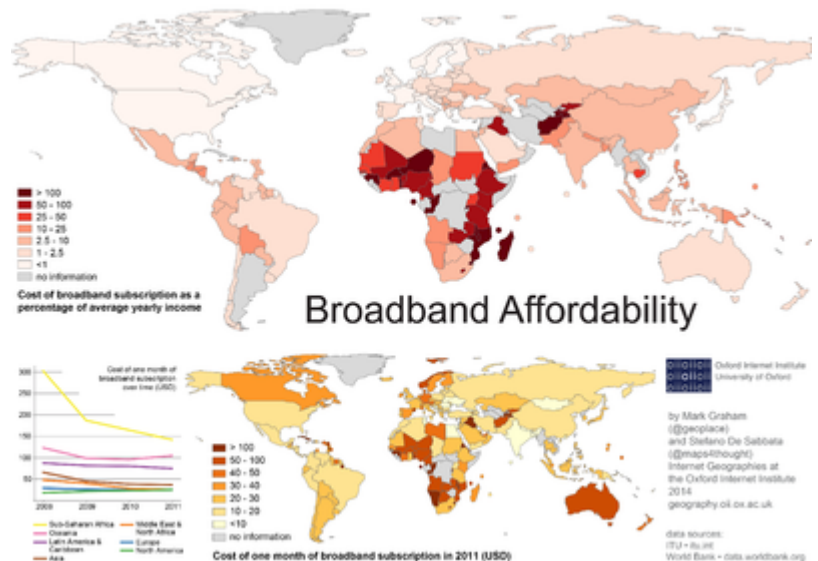 > 100
50 - 100
25 - 50
10 - 25
2.5 - 10
1 - 2.5
<1
no information
Cost of broadband subscription as a
percentage of average yearly income
Broadband Affordability
Cost of one month of
broadband subscription
over time (USD)
300
250
200
150
100
50
2008
2009
2010
2011
Sub-Saharan Africa
Oceania
Latin America &
Caribbean
Asia
Middle East &
North Africa
Europe
North America
> 100
50 - 100
40 - 50
30 - 40
20 - 30
10 - 20
<10
no information
Cost of one month of broadband subscription in 2011 (USD)
Oxford Internet Institute
University of Oxford
by Mark Graham
(@geoplace)
and Stefano De Sabbata
(@maps4thought)
Internet Geographies at
the Oxford Internet Institute
2014
geography.oii.ox.ac.uk
data sources:
ITU • itu.int
World Bank • data.worldbank.org